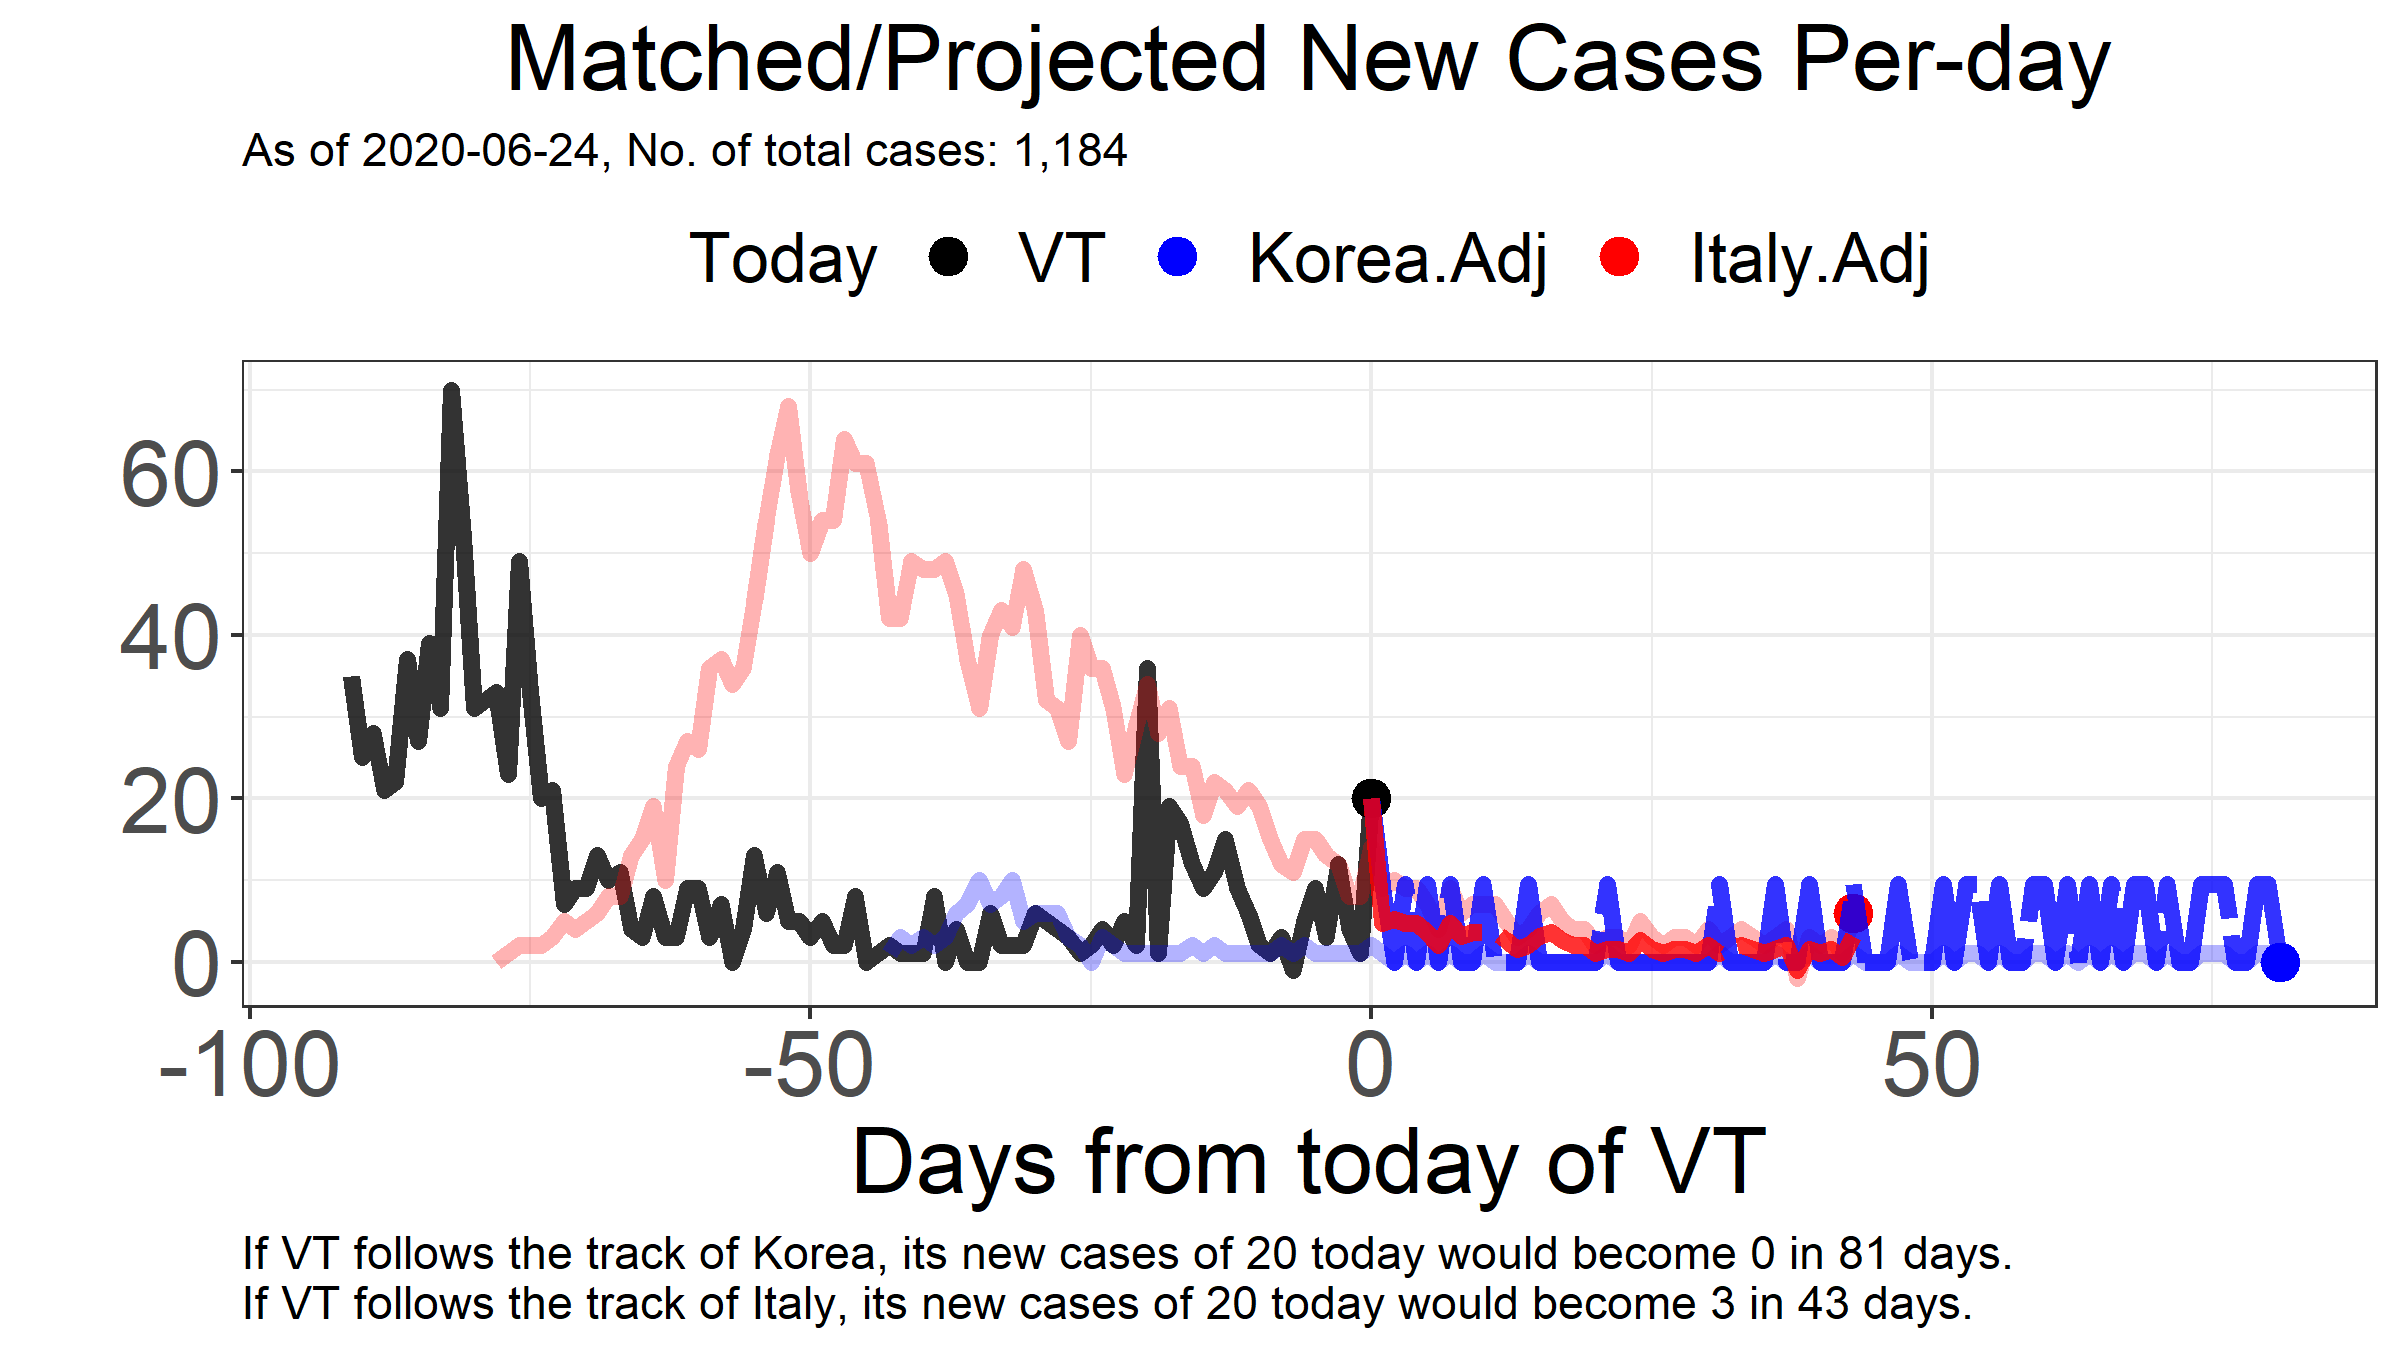 Matched/Projected New Cases Per-day
As of 2020-06-24, No. of total cases: 1,184
Today VT Korea.Adj Italy.Adj
60
40
20
0
-100 -50 0 50
Days from today of VT
If VT follows the track of Korea, its new cases of 20 today would become 0 in 81 days.
If VT follows the track of Italy, its new cases of 20 today would become 3 in 43 days.